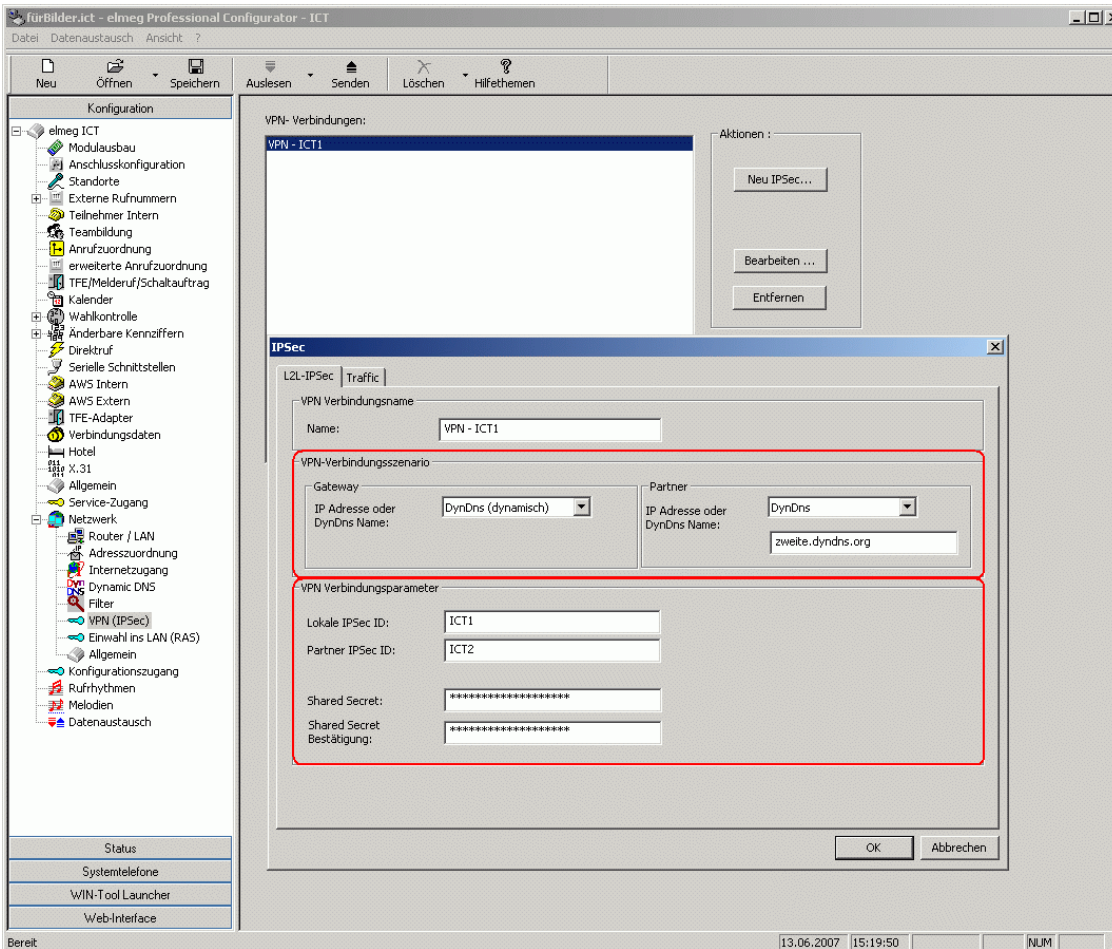 fürBilder.ict - elmeg Professional Configurator - ICT
Datei Datenaustausch Ansicht ?
Neu Öffnen Speichern Auslesen Senden Löschen Hilfethemen
Konfiguration
elmeg ICT
Modulausbau
Anschlusskonfiguration
Standorte
Externe Rufnummern
Teilnehmer Intern
Teambildung
Anrufzuordnung
erweiterte Anrufzuordnung
TFE/Melderuf/Schaltauftrag
Kalender
Wahlkontrolle
Änderbare Kennziffern
Direktruf
Serielle Schnittstellen
AWS Intern
AWS Extern
TFE-Adapter
Verbindungsdaten
Hotel
X.31
Allgemein
Service-Zugang
Netzwerk
Router / LAN
Adresszuordnung
Internetzugang
Dynamic DNS
Filter
VPN (IPSec)
Einwahl ins LAN (RAS)
Allgemein
Konfigurationszugang
Rufrhythmen
Melodien
Datenaustausch
Status
Systemtelefone
WIN-Tool Launcher
Web-Interface
VPN- Verbindungen:
VPN - ICT1
Aktionen :
Neu IPSec...
Bearbeiten ...
Entfernen
IPSec
L2L-IPSec Traffic
VPN Verbindungsname
Name: VPN - ICT1
VPN-Verbindungsszenario
Gateway
IP Adresse oder
DynDns Name:
DynDns (dynamisch)
Partner
IP Adresse oder
DynDns Name:
DynDns
zweite.dyndns.org
VPN Verbindungsparameter
Lokale IPSec ID: ICT1
Partner IPSec ID: ICT2
Shared Secret: *******************
Shared Secret
Bestätigung: *******************
OK Abbrechen
Bereit 13.06.2007 15:19:50 NUM